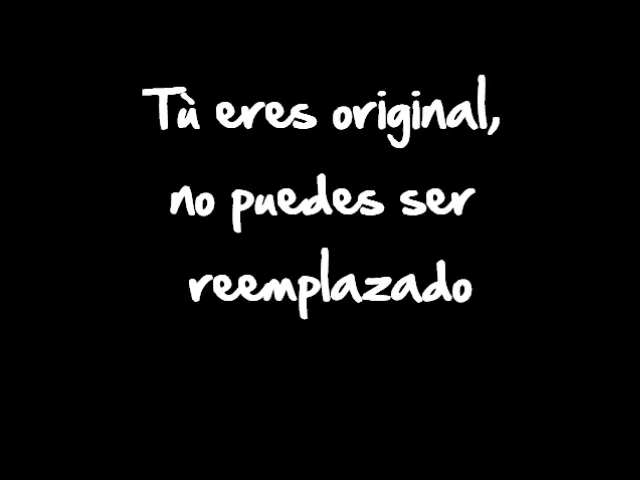 Tù eres original,
no puedes ser
reemplazado